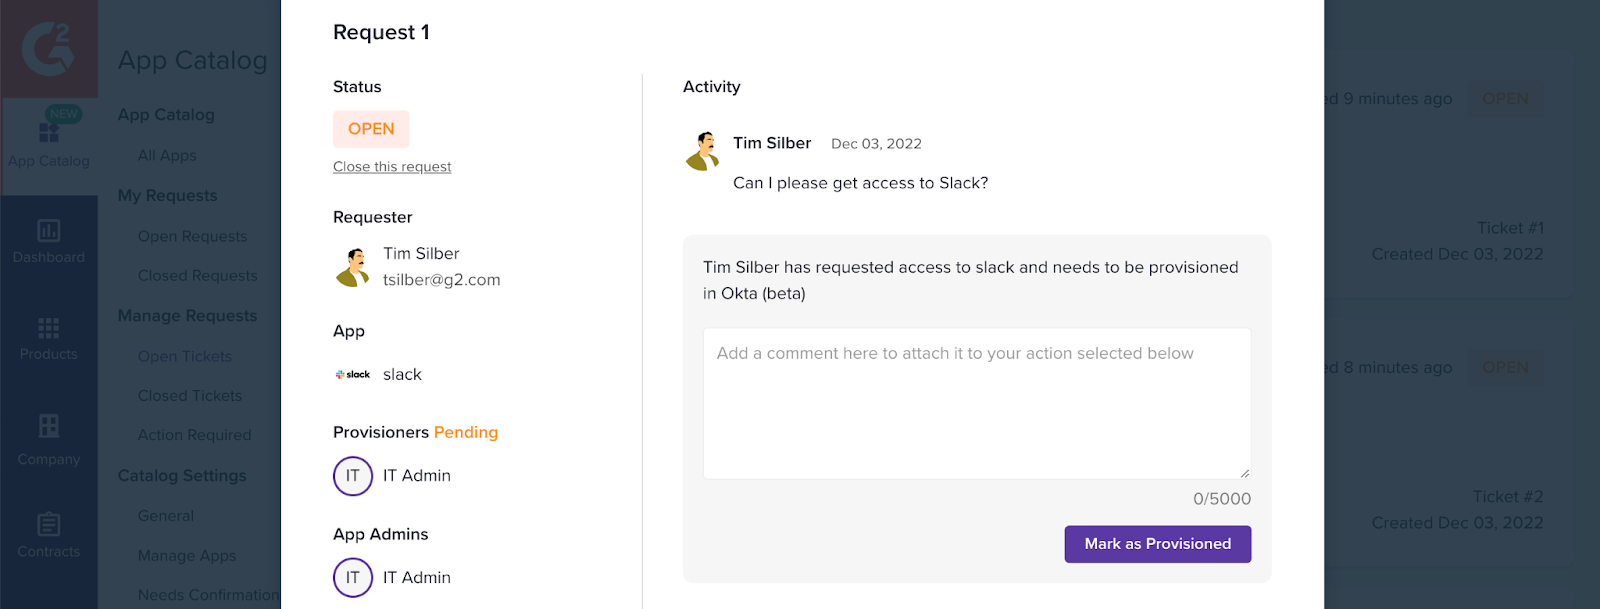 G2
NEW
App Catalog
Dashboard
Products
Company
Contracts
App Catalog
App Catalog
All Apps
My Requests
Open Requests
Closed Requests
Manage Requests
Open Tickets
Closed Tickets
Action Required
Catalog Settings
General
Manage Apps
Needs Confirmation
Request 1
Status
OPEN
Close this request
Requester
Tim Silber
tsilber@g2.com
App
slack slack
Provisioners Pending
IT IT Admin
App Admins
IT IT Admin
Activity
Tim Silber Dec 03, 2022
Can I please get access to Slack?
Tim Silber has requested access to slack and needs to be provisioned
in Okta (beta)
Add a comment here to attach it to your action selected below
0/5000
Mark as Provisioned
9 minutes ago OPEN
Ticket #1
Created Dec 03, 2022
8 minutes ago OPEN
Ticket #2
Created Dec 03, 2022